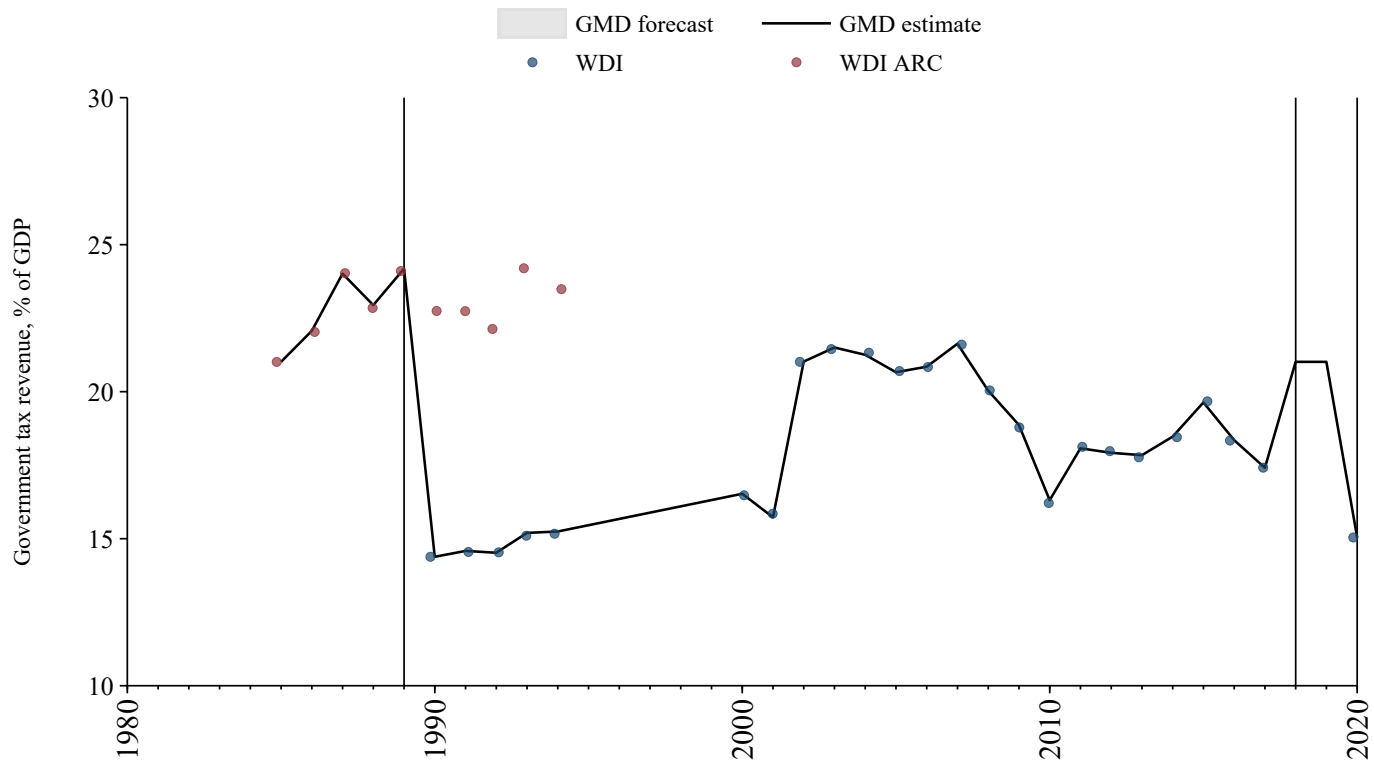 GMD forecast
GMD estimate
WDI
WDI ARC
Government tax revenue, % of GDP
30
25
20
15
10
1980
1990
2000
2010
2020